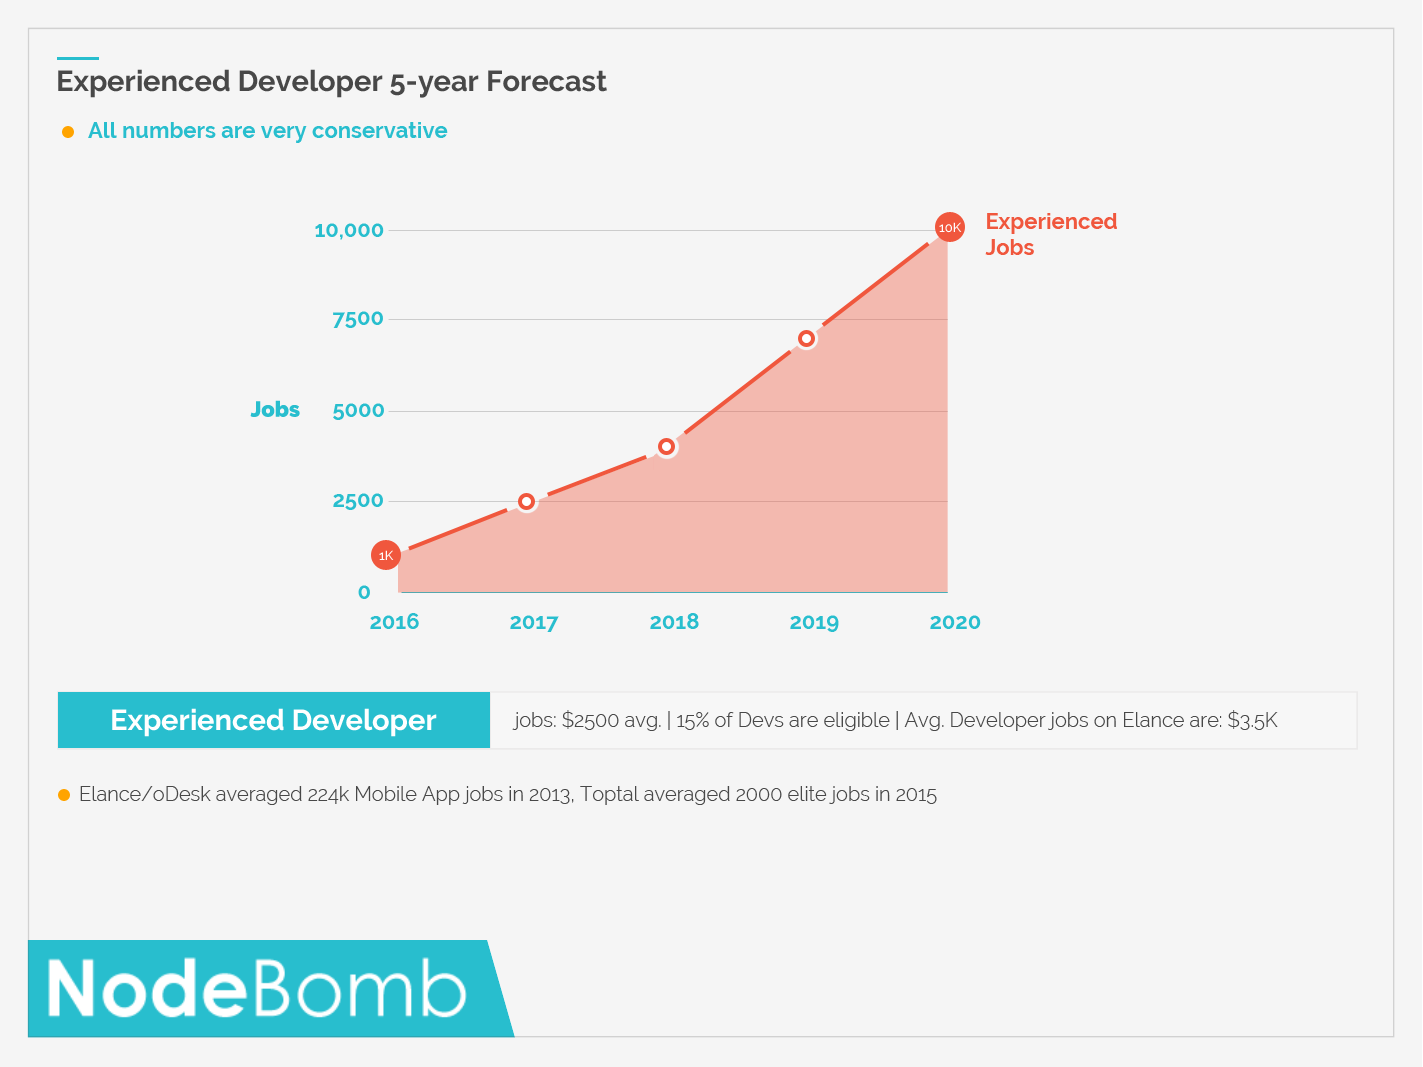 Experienced Developer 5-year Forecast
All numbers are very conservative
10,000
7500
Jobs
5000
2500
0
10K
Experienced
Jobs
1K
2016
2017
2018
2019
2020
Experienced Developer
jobs: $2500 avg. | 15% of Devs are eligible | Avg. Developer jobs on Elance are: $3.5K
Elance/oDesk averaged 224k Mobile App jobs in 2013, Toptal averaged 2000 elite jobs in 2015
NodeBomb